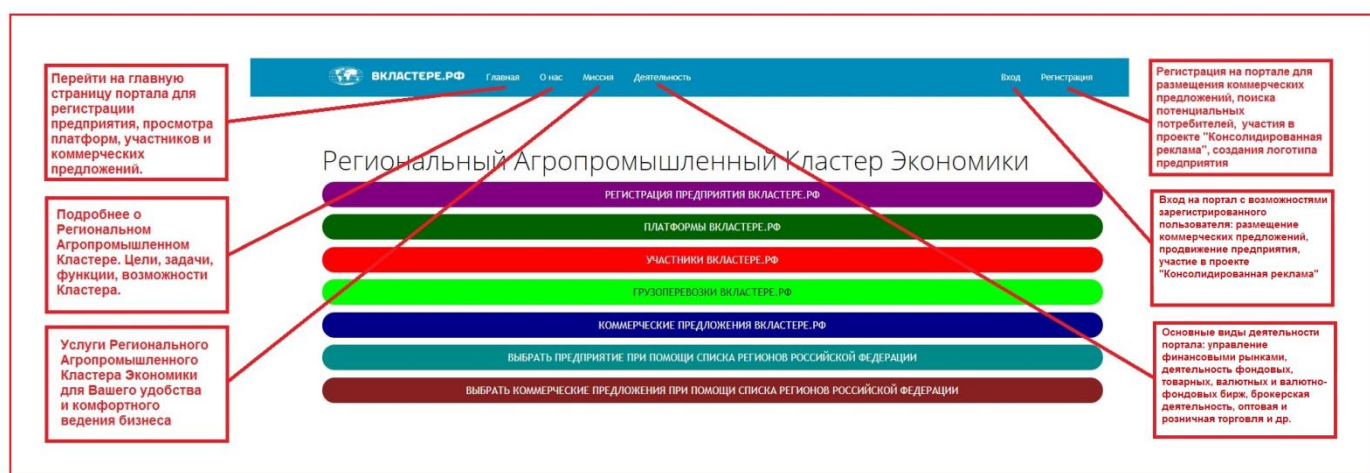 ВКЛАСТЕРЕ.РФ Главная О нас Миссия Деятельность Вход Регистрация
Перейти на главную
страницу портала для
регистрации
предприятия, просмотра
платформ, участников и
коммерческих
предложений.
Подробнее о
Региональном
Агропромышленном
Кластере. Цели, задачи,
функции, возможности
Кластера.
Услуги Регионального
Агропромышленного
Кластера Экономики
для Вашего удобства
и комфортного
ведения бизнеса
Региональный Агропромышленный Кластер Экономики
РЕГИСТРАЦИЯ ПРЕДПРИЯТИЯ ВКЛАСТЕРЕ.РФ
ПЛАТФОРМЫ ВКЛАСТЕРЕ.РФ
УЧАСТНИКИ ВКЛАСТЕРЕ.РФ
ГРУЗОПЕРЕВОЗКИ ВКЛАСТЕРЕ.РФ
КОММЕРЧЕСКИЕ ПРЕДЛОЖЕНИЯ ВКЛАСТЕРЕ.РФ
ВЫБРАТЬ ПРЕДПРИЯТИЕ ПРИ ПОМОЩИ СПИСКА РЕГИОНОВ РОССИЙСКОЙ ФЕДЕРАЦИИ
ВЫБРАТЬ КОММЕРЧЕСКИЕ ПРЕДЛОЖЕНИЯ ПРИ ПОМОЩИ СПИСКА РЕГИОНОВ РОССИЙСКОЙ ФЕДЕРАЦИИ
Регистрация на портале для
размещения коммерческих
предложений, поиска
потенциальных
потребителей, участия в
проекте "Консолидированная
реклама", создания логотипа
предприятия
Вход на портал с возможностями
зарегистрированного
пользователя: размещение
коммерческих предложений,
продвижение предприятия,
участие в проекте
"Консолидированная реклама"
Основные виды деятельности
портала: управление
финансовыми рынками,
деятельность фондовых,
товарных, валютных и валютно-
фондовых бирж, брокерская
деятельность, оптовая и
розничная торговля и др.